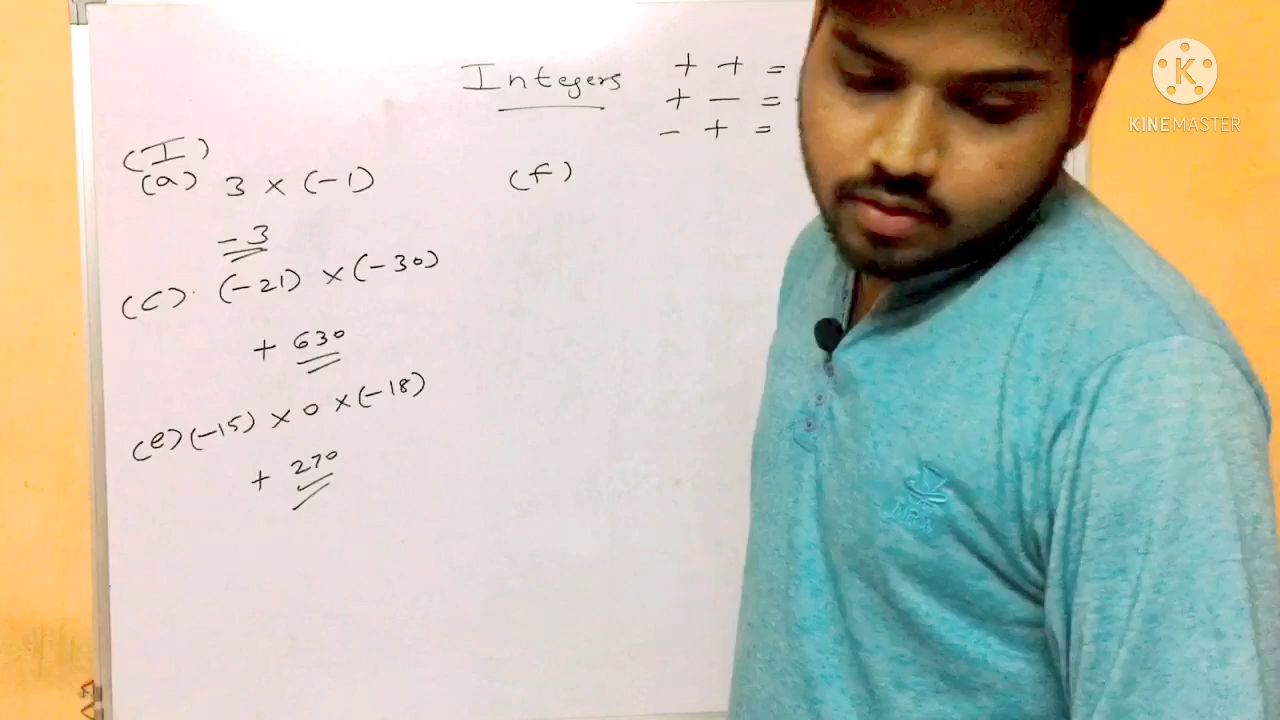 Integers
+ + =
+ - =
- + =
(I)
(a) 3 × (-1)
-3
(c). (-21) × (-30)
+ 630
(e) (-15) × 0 × (-18)
+ 270
(f)
K
KINEMASTER